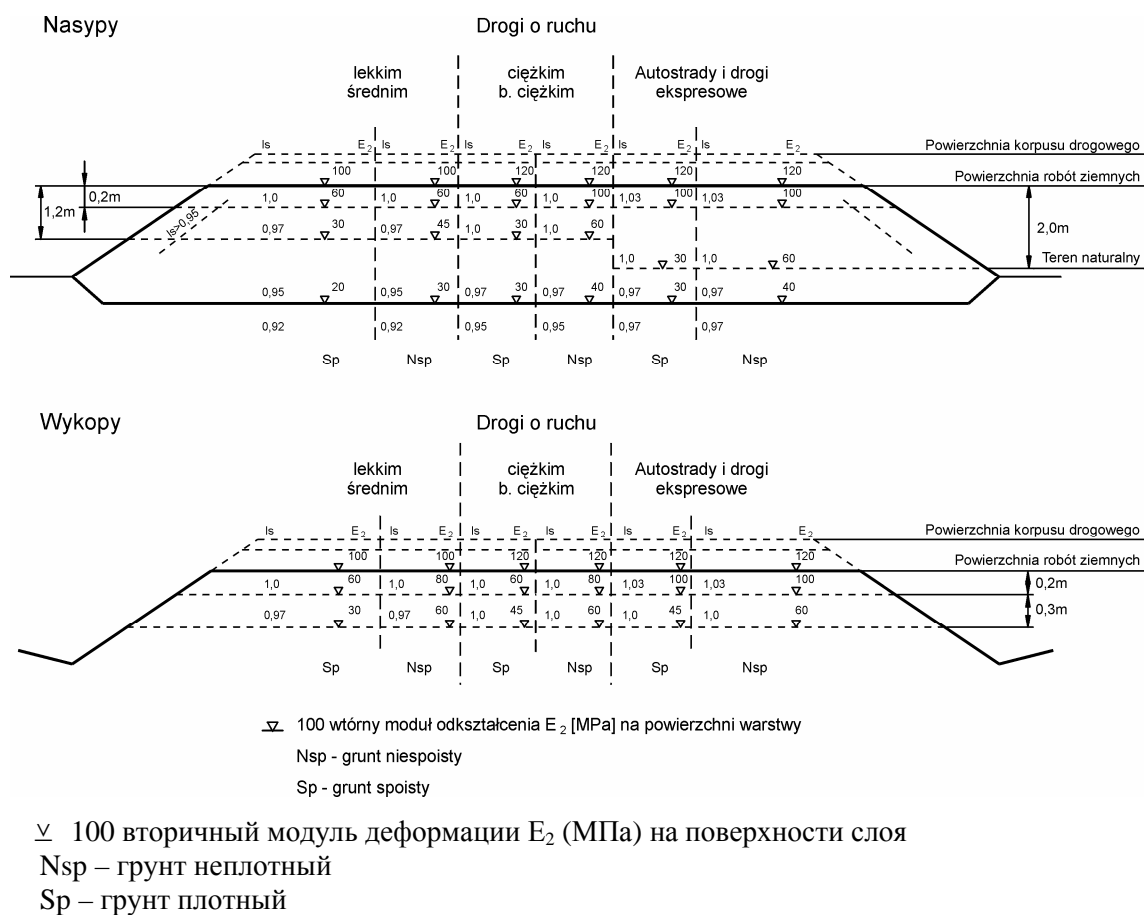 Nasypy
Drogi o ruchu
lekkim średnim
ciężkim b. ciężkim
Autostrady i drogi ekspresowe
Is E2 Is E2 Is E2 Is E2 Is E2 Is E2
Powierzchnia korpusu drogowego
100 100 120 120 120 120
Powierzchnia robót ziemnych
0,2m
1,2m
Is>0,95
1,0 60 1,0 60 1,0 60 1,0 100 1,03 100 1,03 100
0,97 30 0,97 45 1,0 30 1,0 60
2,0m
1,0 30 1,0 60
Teren naturalny
0,95 20 0,95 30 0,97 30 0,97 40 0,97 30 0,97 40
0,92 0,92 0,95 0,95 0,97 0,97
Sp Nsp Sp Nsp Sp Nsp
Wykopy
Drogi o ruchu
lekkim średnim
ciężkim b. ciężkim
Autostrady i drogi ekspresowe
Is E2 Is E2 Is E2 Is E2 Is E2 Is E2
Powierzchnia korpusu drogowego
100 100 120 120 120 120
Powierzchnia robót ziemnych
1,0 60 1,0 80 1,0 60 1,0 80 1,03 100 1,03 100
0,2m
0,97 30 0,97 60 1,0 45 1,0 60 1,0 45 1,0 60
0,3m
Sp Nsp Sp Nsp Sp Nsp
100 wtórny moduł odkształcenia E2 [MPa] na powierzchni warstwy
Nsp - grunt niespoisty
Sp - grunt spoisty
100 вторичный модуль деформации E2 (МПа) на поверхности слоя
Nsp – грунт неплотный
Sp – грунт плотный